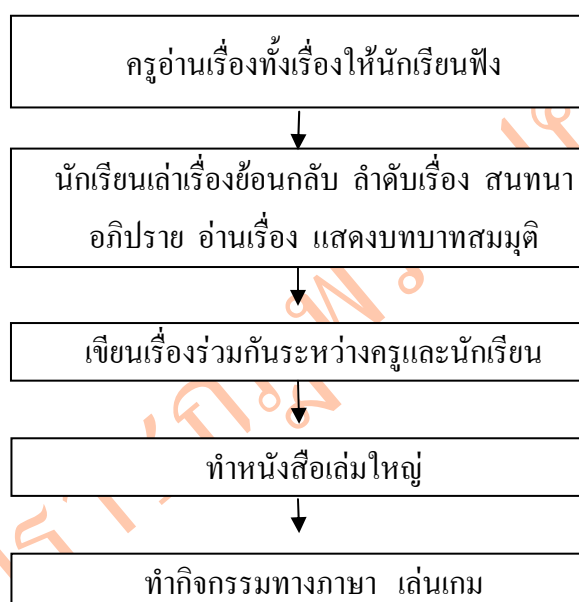 ครูอ่านเรื่องทั้งเรื่องให้นักเรียนฟัง
นักเรียนเล่าเรื่องย้อนกลับ ลำดับเรื่อง สนทนา
อภิปราย อ่านเรื่อง แสดงบทบาทสมมุติ
เขียนเรื่องร่วมกันระหว่างครูและนักเรียน
ทำหนังสือเล่มใหญ่
ทำกิจกรรมทางภาษา เล่นเกม